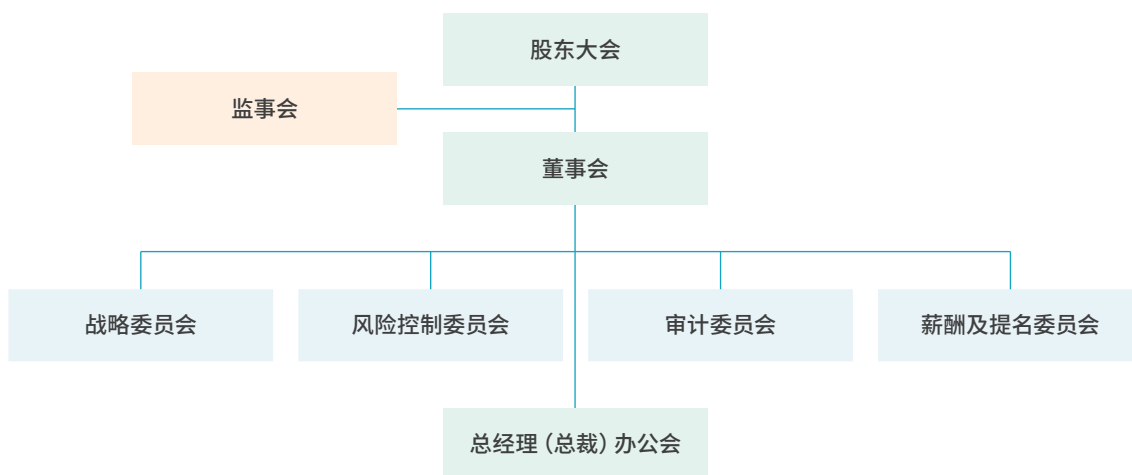 股东大会
监事会
董事会
战略委员会
风险控制委员会
审计委员会
薪酬及提名委员会
总经理（总裁）办公会